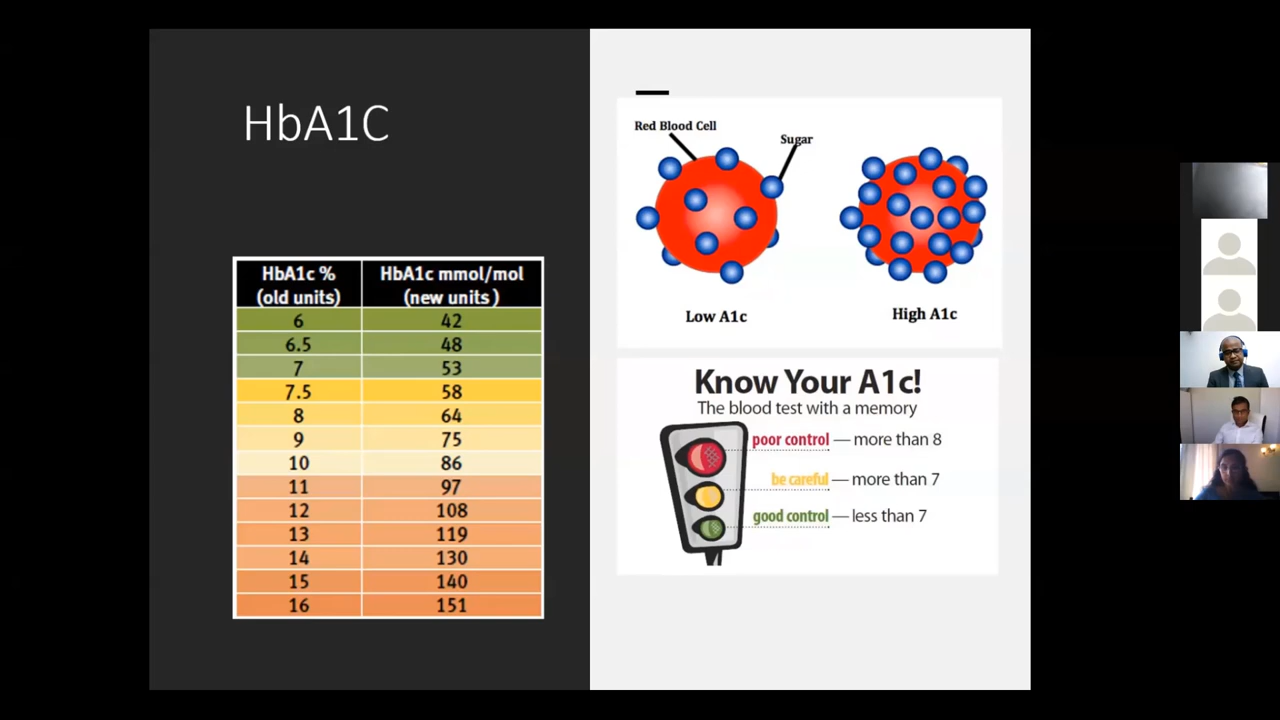 HbA1C
HbA1c % HbA1c mmol/mol
(old units) (new units )
6 42
6.5 48
7 53
7.5 58
8 64
9 75
10 86
11 97
12 108
13 119
14 130
15 140
16 151
Red Blood Cell
Sugar
Low A1c
High A1c
Know Your A1c!
The blood test with a memory
poor control — more than 8
be careful — more than 7
good control — less than 7